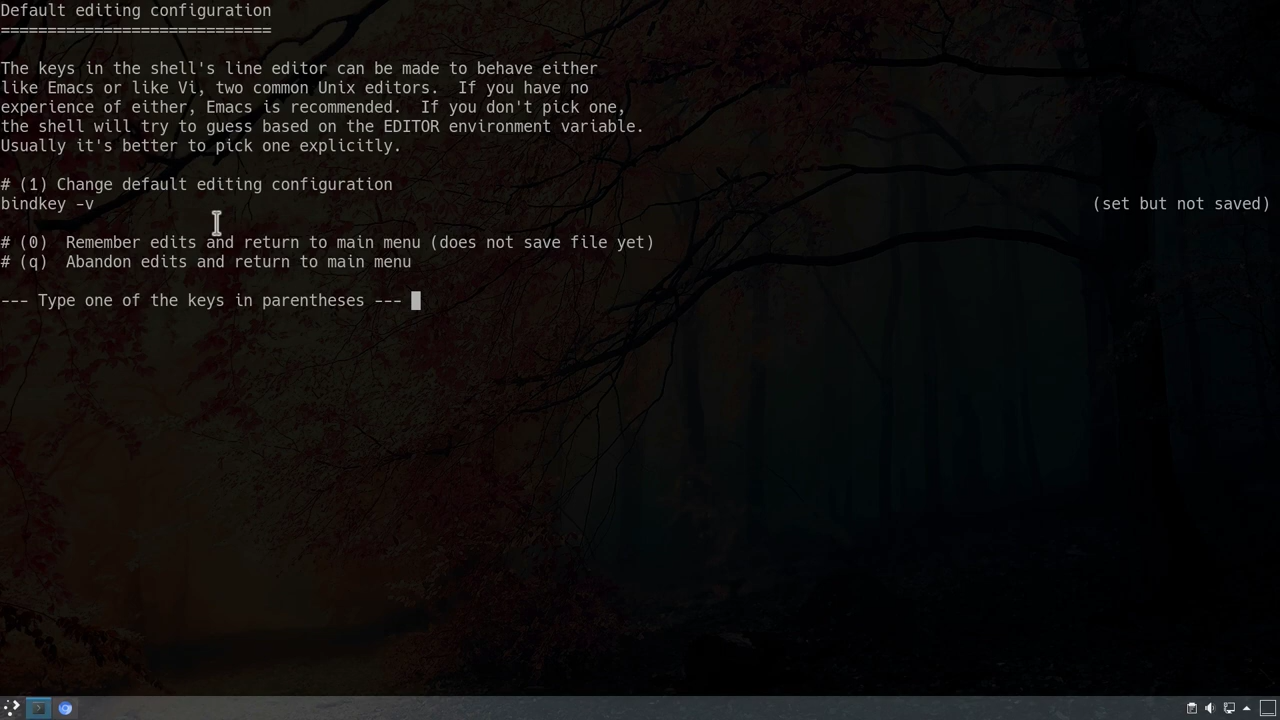 Default editing configuration
=============================
The keys in the shell's line editor can be made to behave either
like Emacs or like Vi, two common Unix editors.  If you have no
experience of either, Emacs is recommended.  If you don't pick one,
the shell will try to guess based on the EDITOR environment variable.
Usually it's better to pick one explicitly.
# (1) Change default editing configuration
bindkey -v (set but not saved)
# (0)  Remember edits and return to main menu (does not save file yet)
# (q)  Abandon edits and return to main menu
--- Type one of the keys in parentheses ---